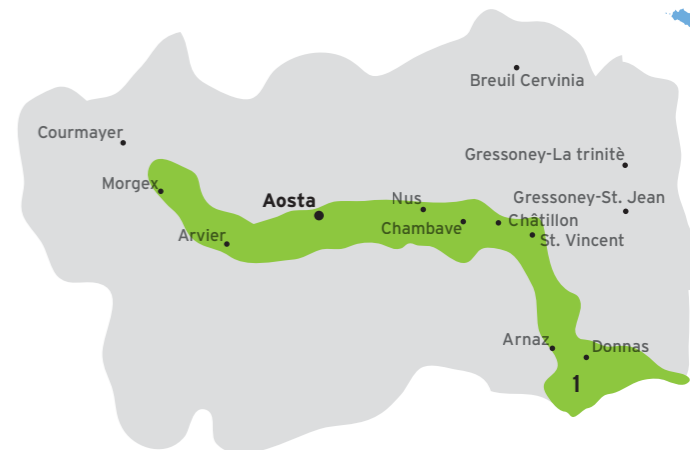 Breuil Cervinia
Courmayer
Gressoney-La trinitè
Morgex
Aosta
Nus
Gressoney-St. Jean
Arvier
Chambave
Châtillon
St. Vincent
Arnaz
Donnas
1